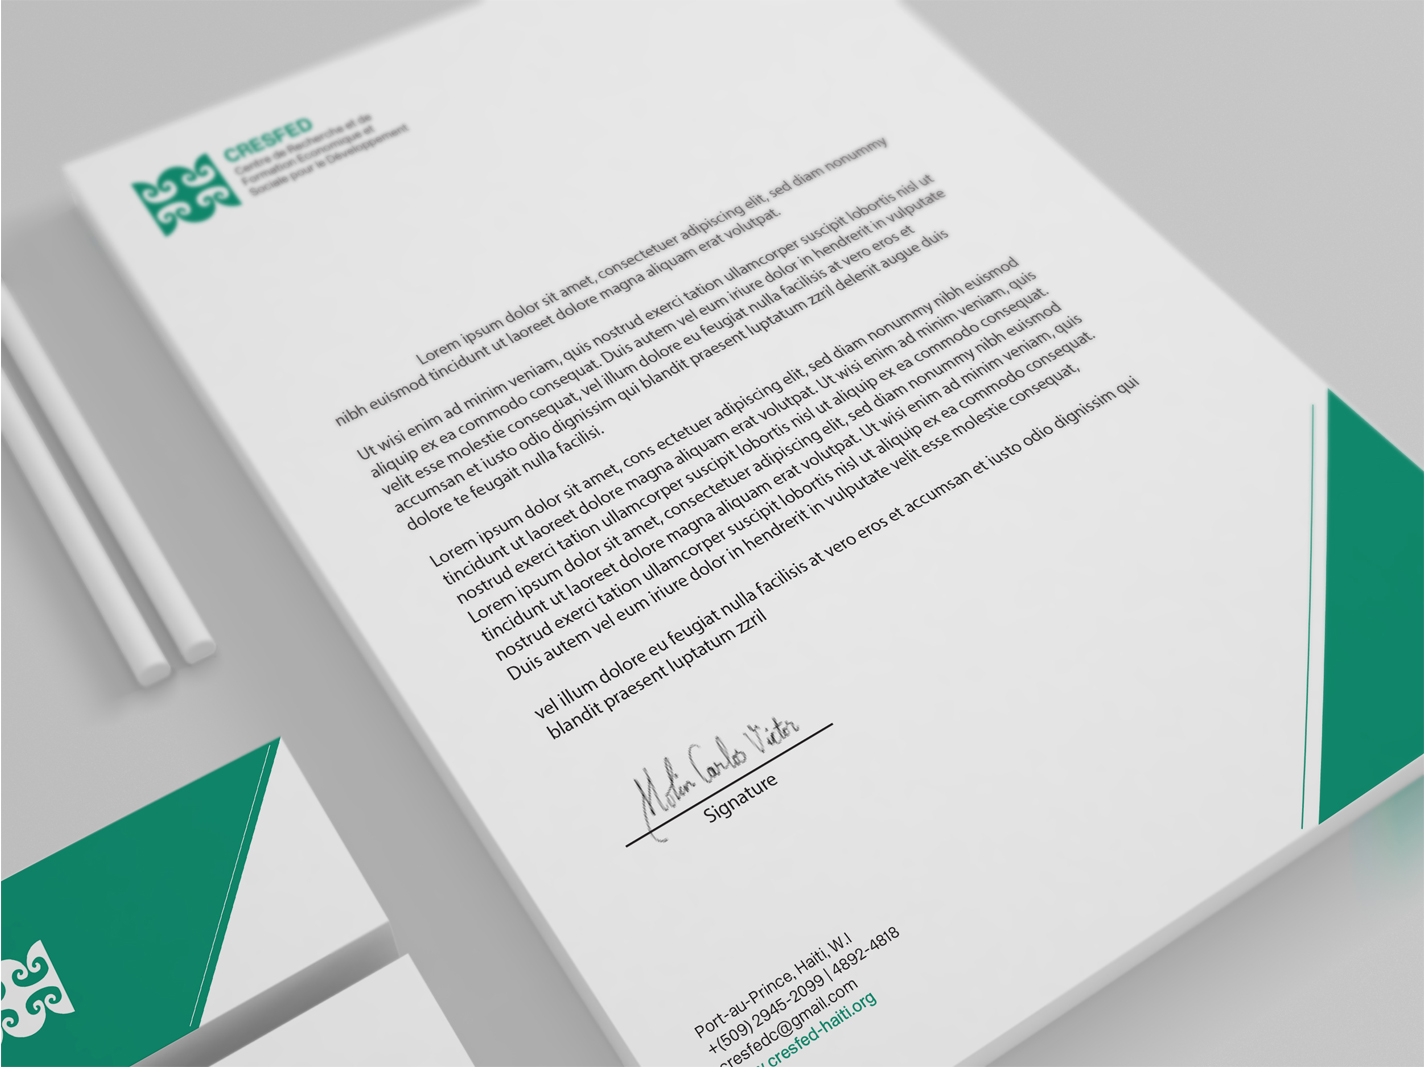 CRESFED
Centre de Recherche et de
Formation Economique et
Sociale pour le Développement
Lorem ipsum dolor sit amet, consectetuer adipiscing elit, sed diam nonummy
nibh euismod tincidunt ut laoreet dolore magna aliquam erat volutpat.
Ut wisi enim ad minim veniam, quis nostrud exerci tation ullamcorper suscipit lobortis nisl ut
aliquip ex ea commodo consequat. Duis autem vel eum iriure dolor in hendrerit in vulputate
velit esse molestie consequat, vel illum dolore eu feugiat nulla facilisis at vero eros et
accumsan et iusto odio dignissim qui blandit praesent luptatum zzril delenit augue duis
dolore te feugait nulla facilisi.
Lorem ipsum dolor sit amet, cons ectetuer adipiscing elit, sed diam nonummy nibh euismod
tincidunt ut laoreet dolore magna aliquam erat volutpat. Ut wisi enim ad minim veniam, quis
nostrud exerci tation ullamcorper suscipit lobortis nisl ut aliquip ex ea commodo consequat.
Lorem ipsum dolor sit amet, consectetuer adipiscing elit, sed diam nonummy nibh euismod
tincidunt ut laoreet dolore magna aliquam erat volutpat. Ut wisi enim ad minim veniam, quis
nostrud exerci tation ullamcorper suscipit lobortis nisl ut aliquip ex ea commodo consequat.
Duis autem vel eum iriure dolor in hendrerit in vulputate velit esse molestie consequat,
vel illum dolore eu feugiat nulla facilisis at vero eros et accumsan et iusto odio dignissim qui
blandit praesent luptatum zzril
Molin Carlos Victor
Signature
Port-au-Prince, Haiti, W.I
+(509) 2945-2099 | 4892-4818
cresfedc@gmail.com
cresfed-haiti.org